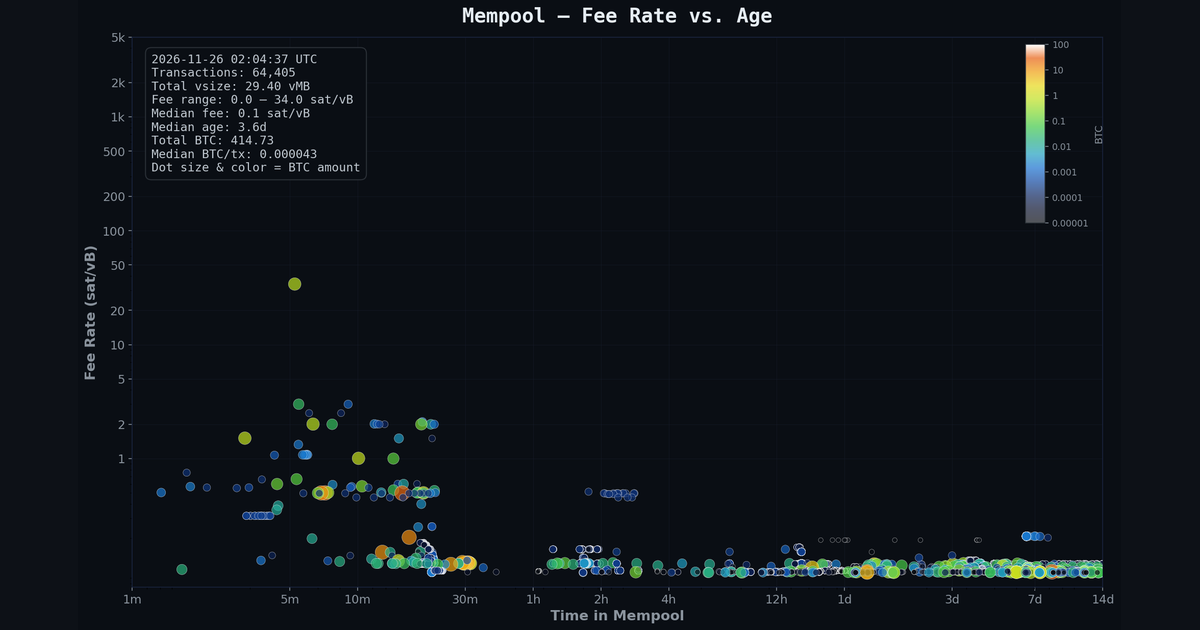 Mempool — Fee Rate vs. Age
2026-11-26 02:04:37 UTC
Transactions: 64,405
Total vsize: 29.40 vMB
Fee range: 0.0 — 34.0 sat/vB
Median fee: 0.1 sat/vB
Median age: 3.6d
Total BTC: 414.73
Median BTC/tx: 0.000043
Dot size & color = BTC amount
5k
2k
1k
500
200
100
50
20
10
5
2
1
Fee Rate (sat/vB)
100
10
1
0.1
0.01
0.001
0.0001
0.00001
BTC
1m
5m
10m
30m
1h
2h
4h
12h
1d
3d
7d
14d
Time in Mempool